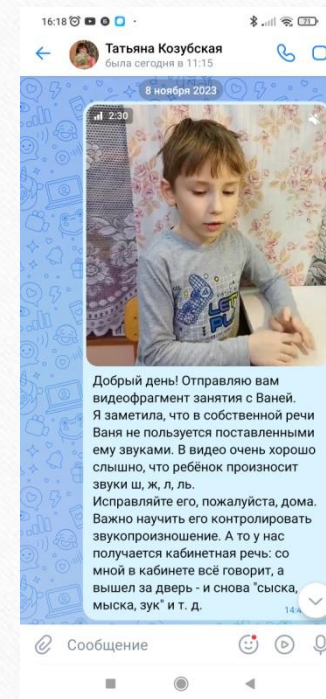 16:18
71
Татьяна Козубская
была сегодня в 11:15
8 ноября 2023
2:30
LET
PL
Добрый день! Отправляю вам
видеофрагмент занятия с Ваней.
Я заметила, что в собственной речи
Ваня не пользуется поставленными
ему звуками. В видео очень хорошо
слышно, что ребёнок произносит
звуки ш, ж, л, ль.
Исправляйте его, пожалуйста, дома.
Важно научить его контролировать
звукопроизношение. А то у нас
получается кабинетная речь: со
мной в кабинете всё говорит, а
вышел за дверь - и снова "сыска,
мыска, зук" и т. д.
Сообщение